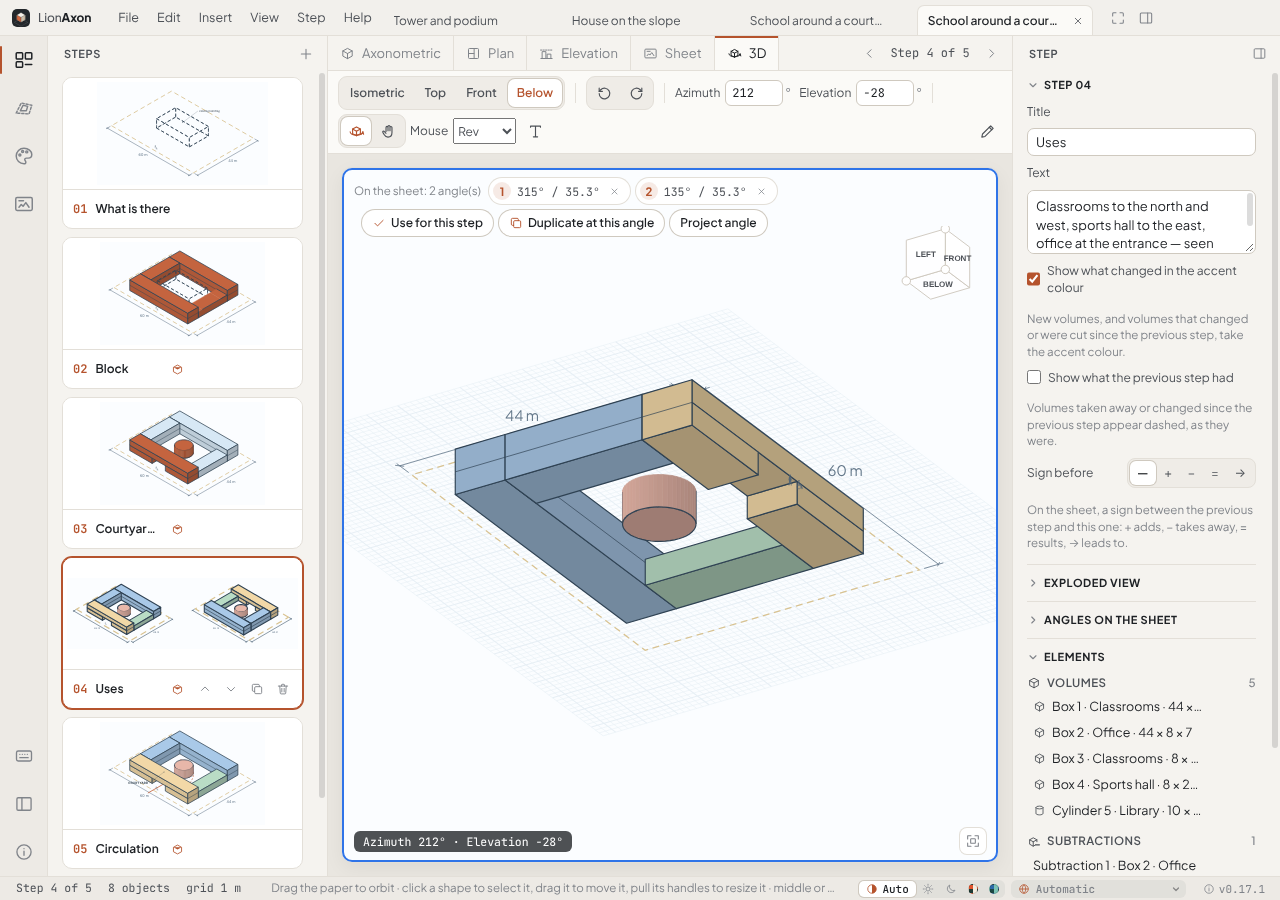 LionAxon
File
Edit
Insert
View
Step
Help
Tower and podium
House on the slope
School around a court...
School around a cour...
STEPS
Axonometric
Plan
Elevation
Sheet
3D
Step 4 of 5
STEP
Isometric
Top
Front
Below
Azimuth 212 °
Elevation -28 °
Mouse Rev
On the sheet: 2 angle(s)
1 315° / 35.3°
2 135° / 35.3°
Use for this step
Duplicate at this angle
Project angle
LEFT
FRONT
BELOW
44 m
60 m
Azimuth 212° · Elevation -28°
01 What is there
02 Block
03 Courtyar...
04 Uses
05 Circulation
STEP 04
Title
Uses
Text
Classrooms to the north and
west, sports hall to the east,
office at the entrance — seen
Show what changed in the accent
colour
New volumes, and volumes that changed
or were cut since the previous step, take
the accent colour.
Show what the previous step had
Volumes taken away or changed since the
previous step appear dashed, as they
were.
Sign before
— + − = →
On the sheet, a sign between the previous
step and this one: + adds, − takes away, =
results, → leads to.
EXPLODED VIEW
ANGLES ON THE SHEET
ELEMENTS
VOLUMES 5
Box 1 · Classrooms · 44 ×...
Box 2 · Office · 44 × 8 × 7
Box 3 · Classrooms · 8 × ...
Box 4 · Sports hall · 8 × 2...
Cylinder 5 · Library · 10 × ...
SUBTRACTIONS 1
Subtraction 1 · Box 2 · Office
Step 4 of 5
8 objects
grid 1 m
Drag the paper to orbit · click a shape to select it, drag it to move it, pull its handles to resize it · middle or ...
Auto
Automatic
v0.17.1